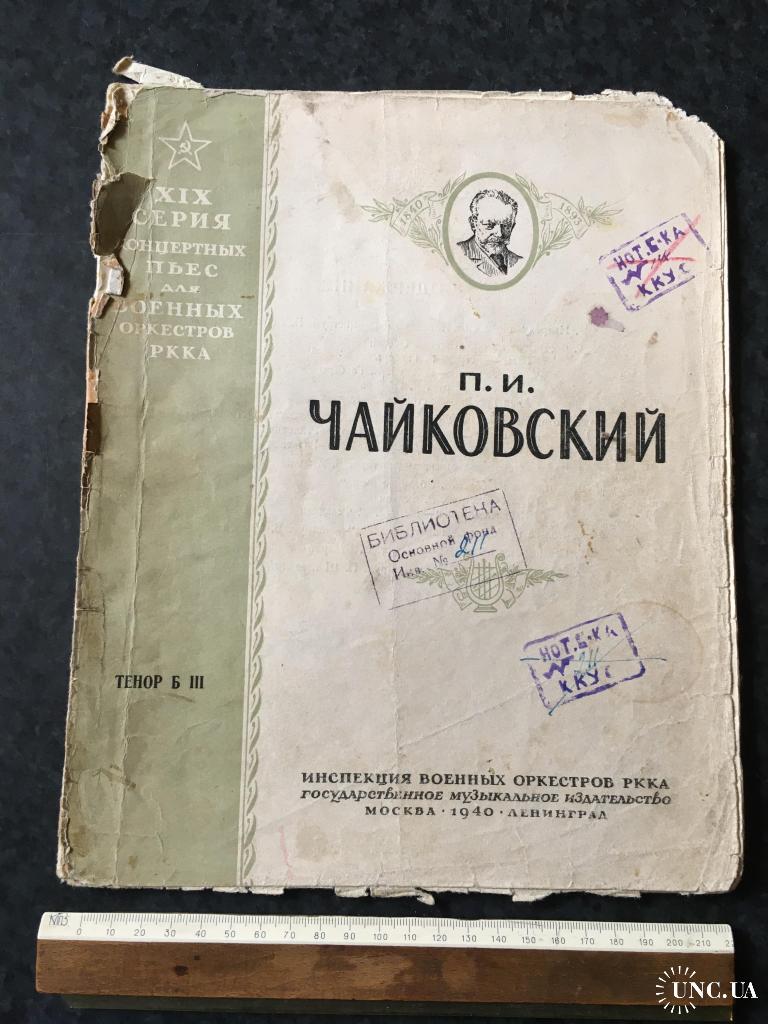 XIX
СЕРИЯ
КОНЦЕРТНЫХ
ПЬЕС
ДЛЯ
ВОЕННЫХ
ОРКЕСТРОВ
РККА
1840 1893
НОТ. Б-КА
ККУС
П. И.
ЧАЙКОВСКИЙ
БИБЛИОТЕКА
Основной фонд
Инв. № 211
НОТ. Б-КА
211
ККУС
ТЕНОР Б III
ИНСПЕКЦИЯ ВОЕННЫХ ОРКЕСТРОВ РККА
ГОСУДАРСТВЕННОЕ МУЗЫКАЛЬНОЕ ИЗДАТЕЛЬСТВО
МОСКВА · 1940 · ЛЕНИНГРАД
0 10 20 30 40 50 60 70 80 90 100 110 120 130 140 150 160 170 180 190 200 210
UNC.UA